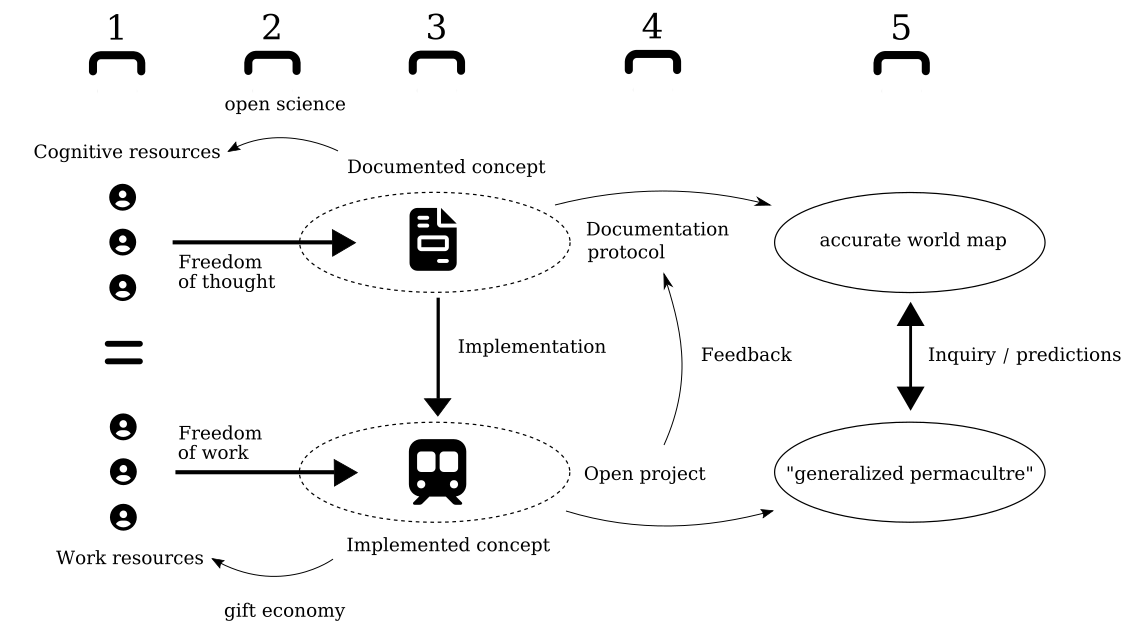 1
2
3
4
5
open science
Cognitive resources
Documented concept
Freedom
of thought
Documentation
protocol
accurate world map
Implementation
Feedback
Inquiry / predictions
Freedom
of work
Open project
"generalized permacultre"
Implemented concept
Work resources
gift economy